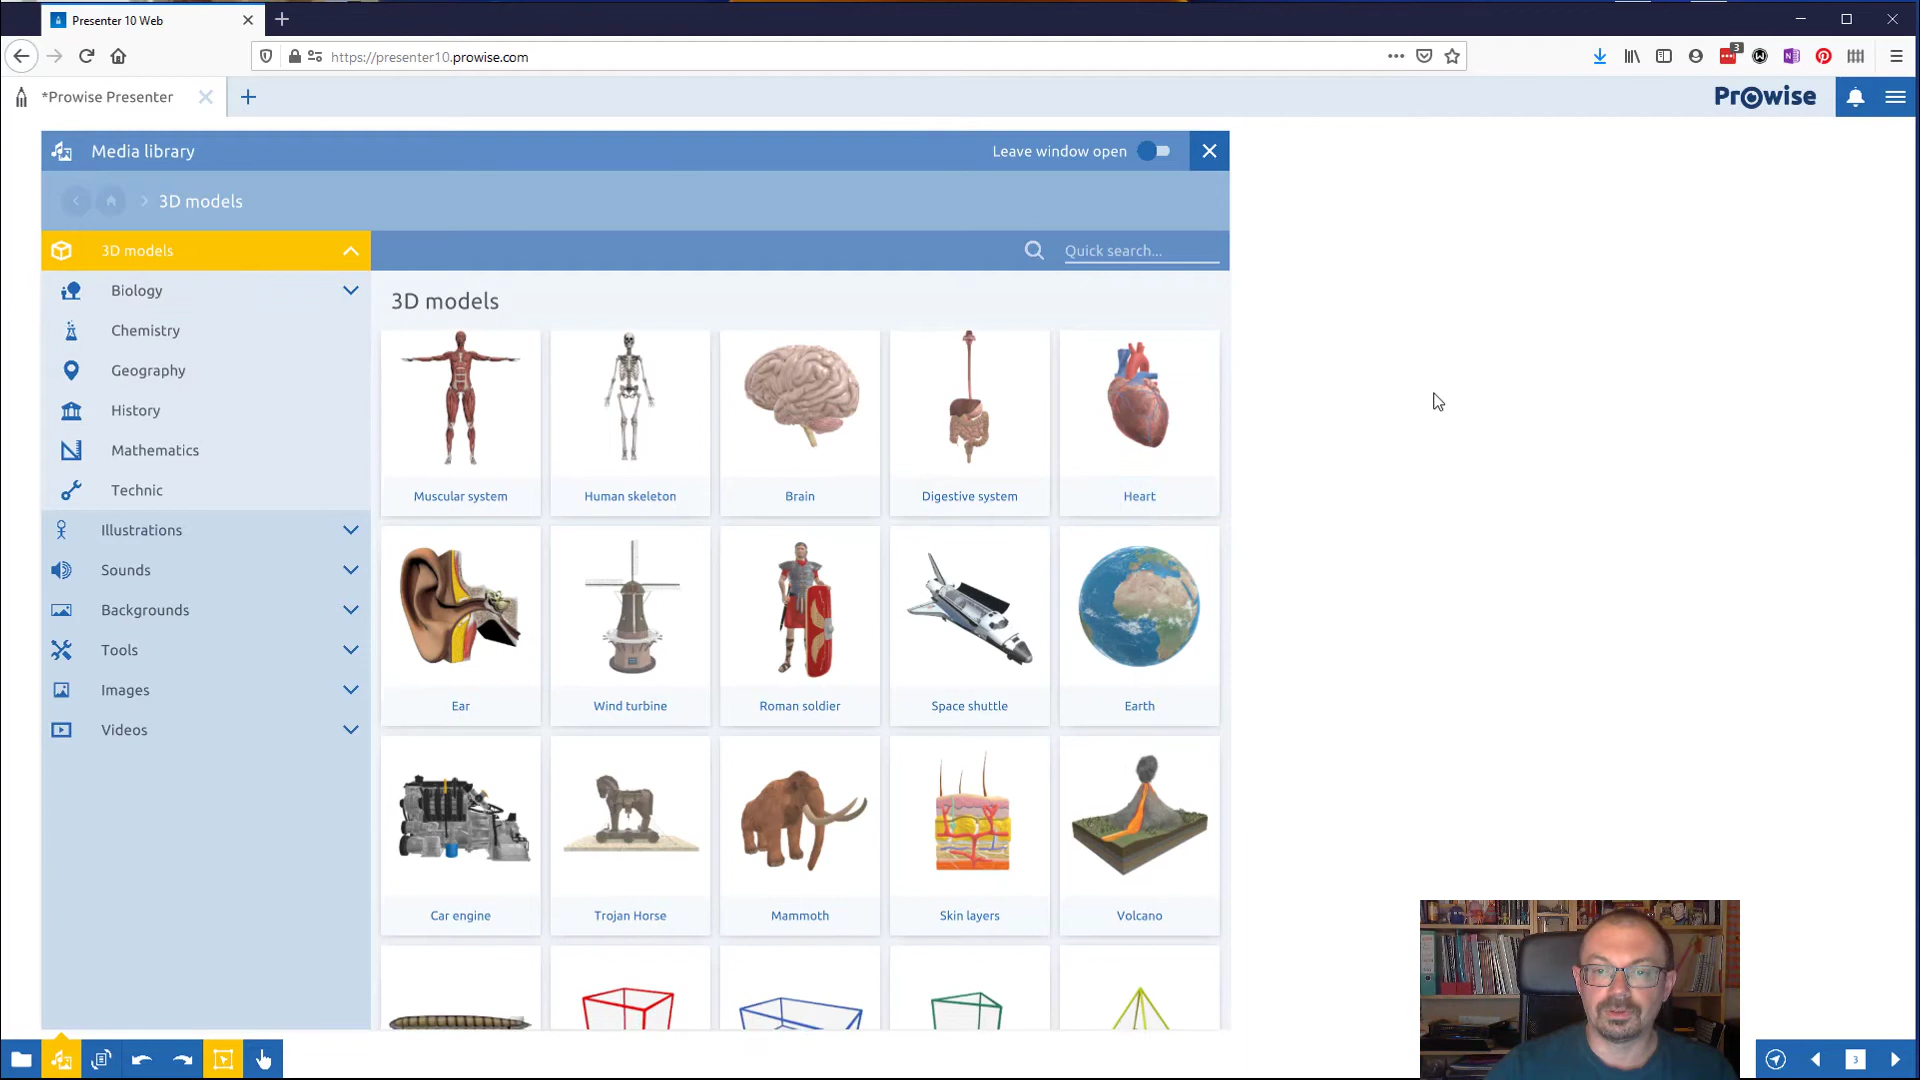 Presenter 10 Web
https://presenter10.prowise.com
3
*Prowise Presenter
Prowise
Media library
Leave window open
3D models
3D models
Quick search...
Biology
Chemistry
Geography
History
Mathematics
Technic
Illustrations
Sounds
Backgrounds
Tools
Images
Videos
3D models
Muscular system
Human skeleton
Brain
Digestive system
Heart
Ear
Wind turbine
Roman soldier
Space shuttle
Earth
Car engine
Trojan Horse
Mammoth
Skin layers
Volcano
3